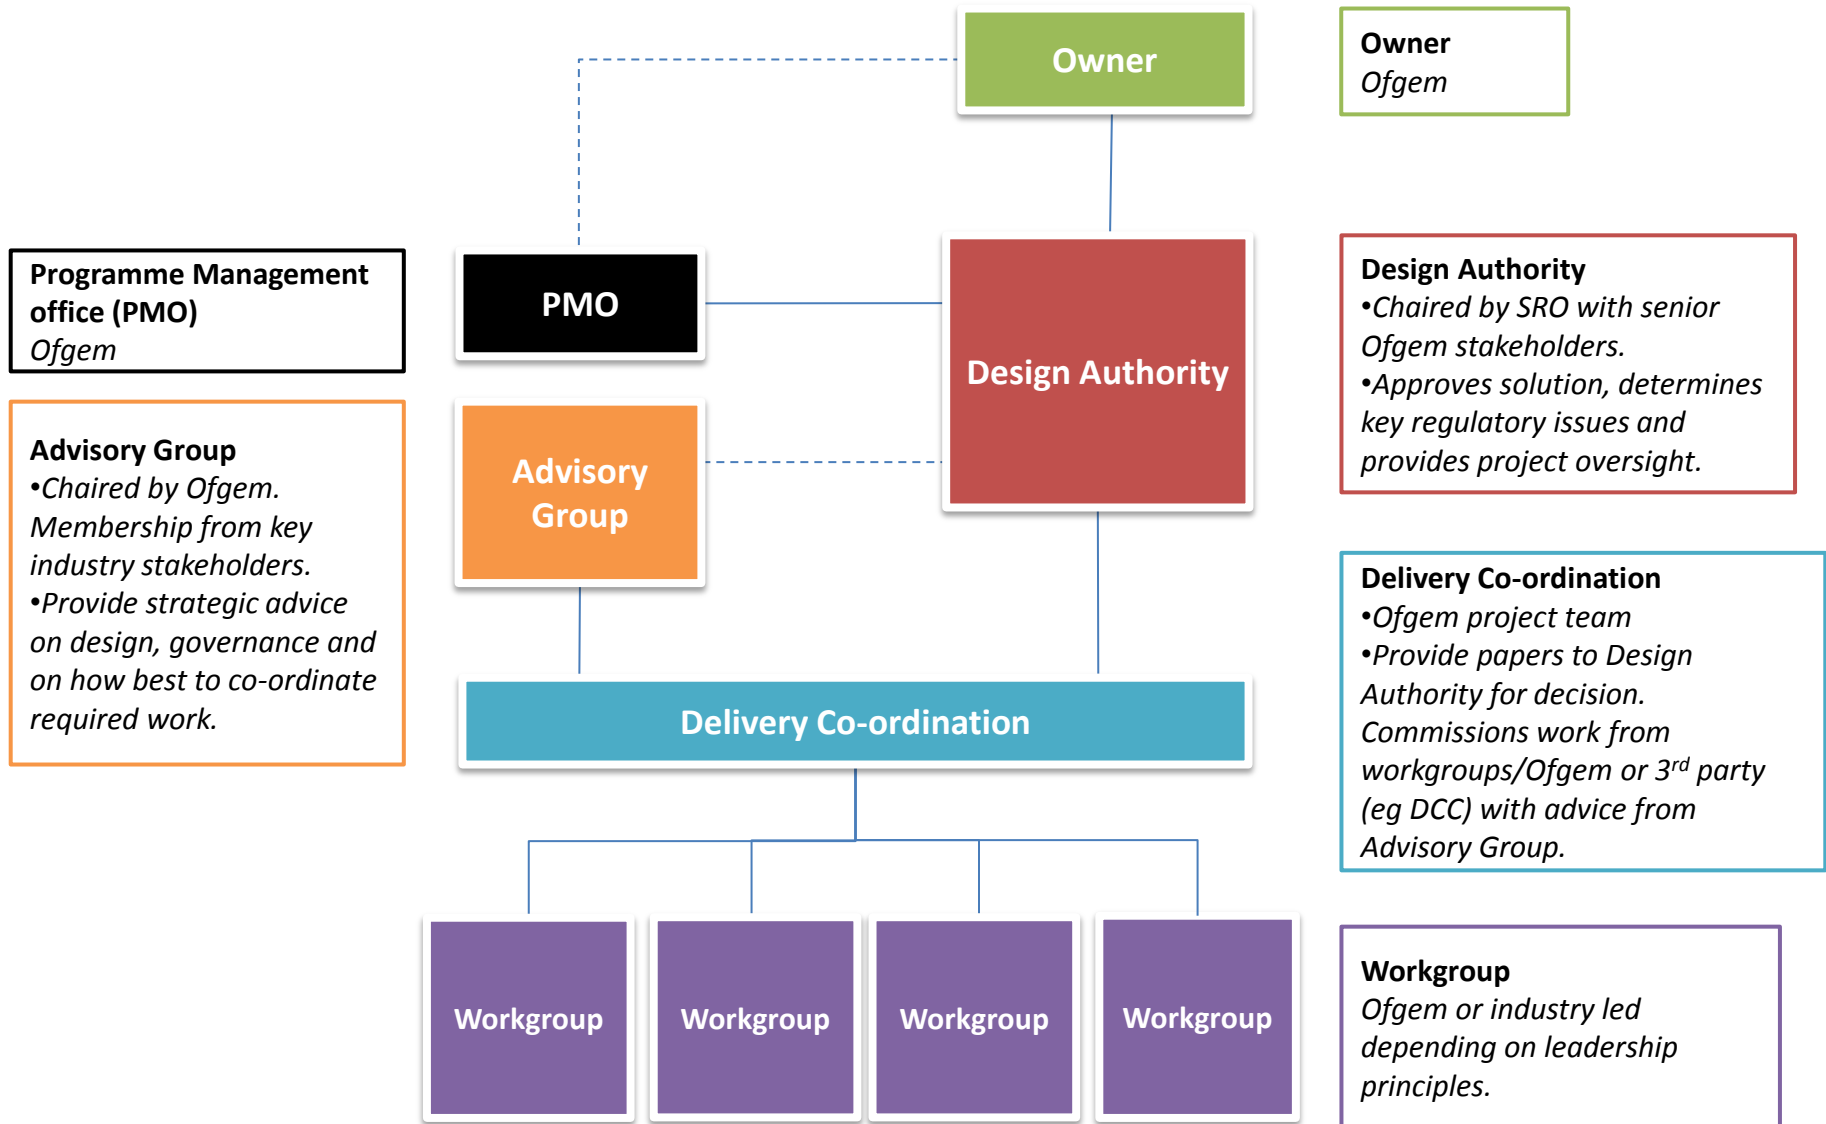 Owner
Owner
Ofgem
Programme Management
office (PMO)
Ofgem
PMO
Design Authority
Design Authority
•Chaired by SRO with senior
Ofgem stakeholders.
•Approves solution, determines
key regulatory issues and
provides project oversight.
Advisory Group
•Chaired by Ofgem.
Membership from key
industry stakeholders.
•Provide strategic advice
on design, governance and
on how best to co-ordinate
required work.
Advisory
Group
Delivery Co-ordination
Delivery Co-ordination
•Ofgem project team
•Provide papers to Design
Authority for decision.
Commissions work from
workgroups/Ofgem or 3rd party
(eg DCC) with advice from
Advisory Group.
Workgroup
Workgroup
Workgroup
Workgroup
Workgroup
Ofgem or industry led
depending on leadership
principles.